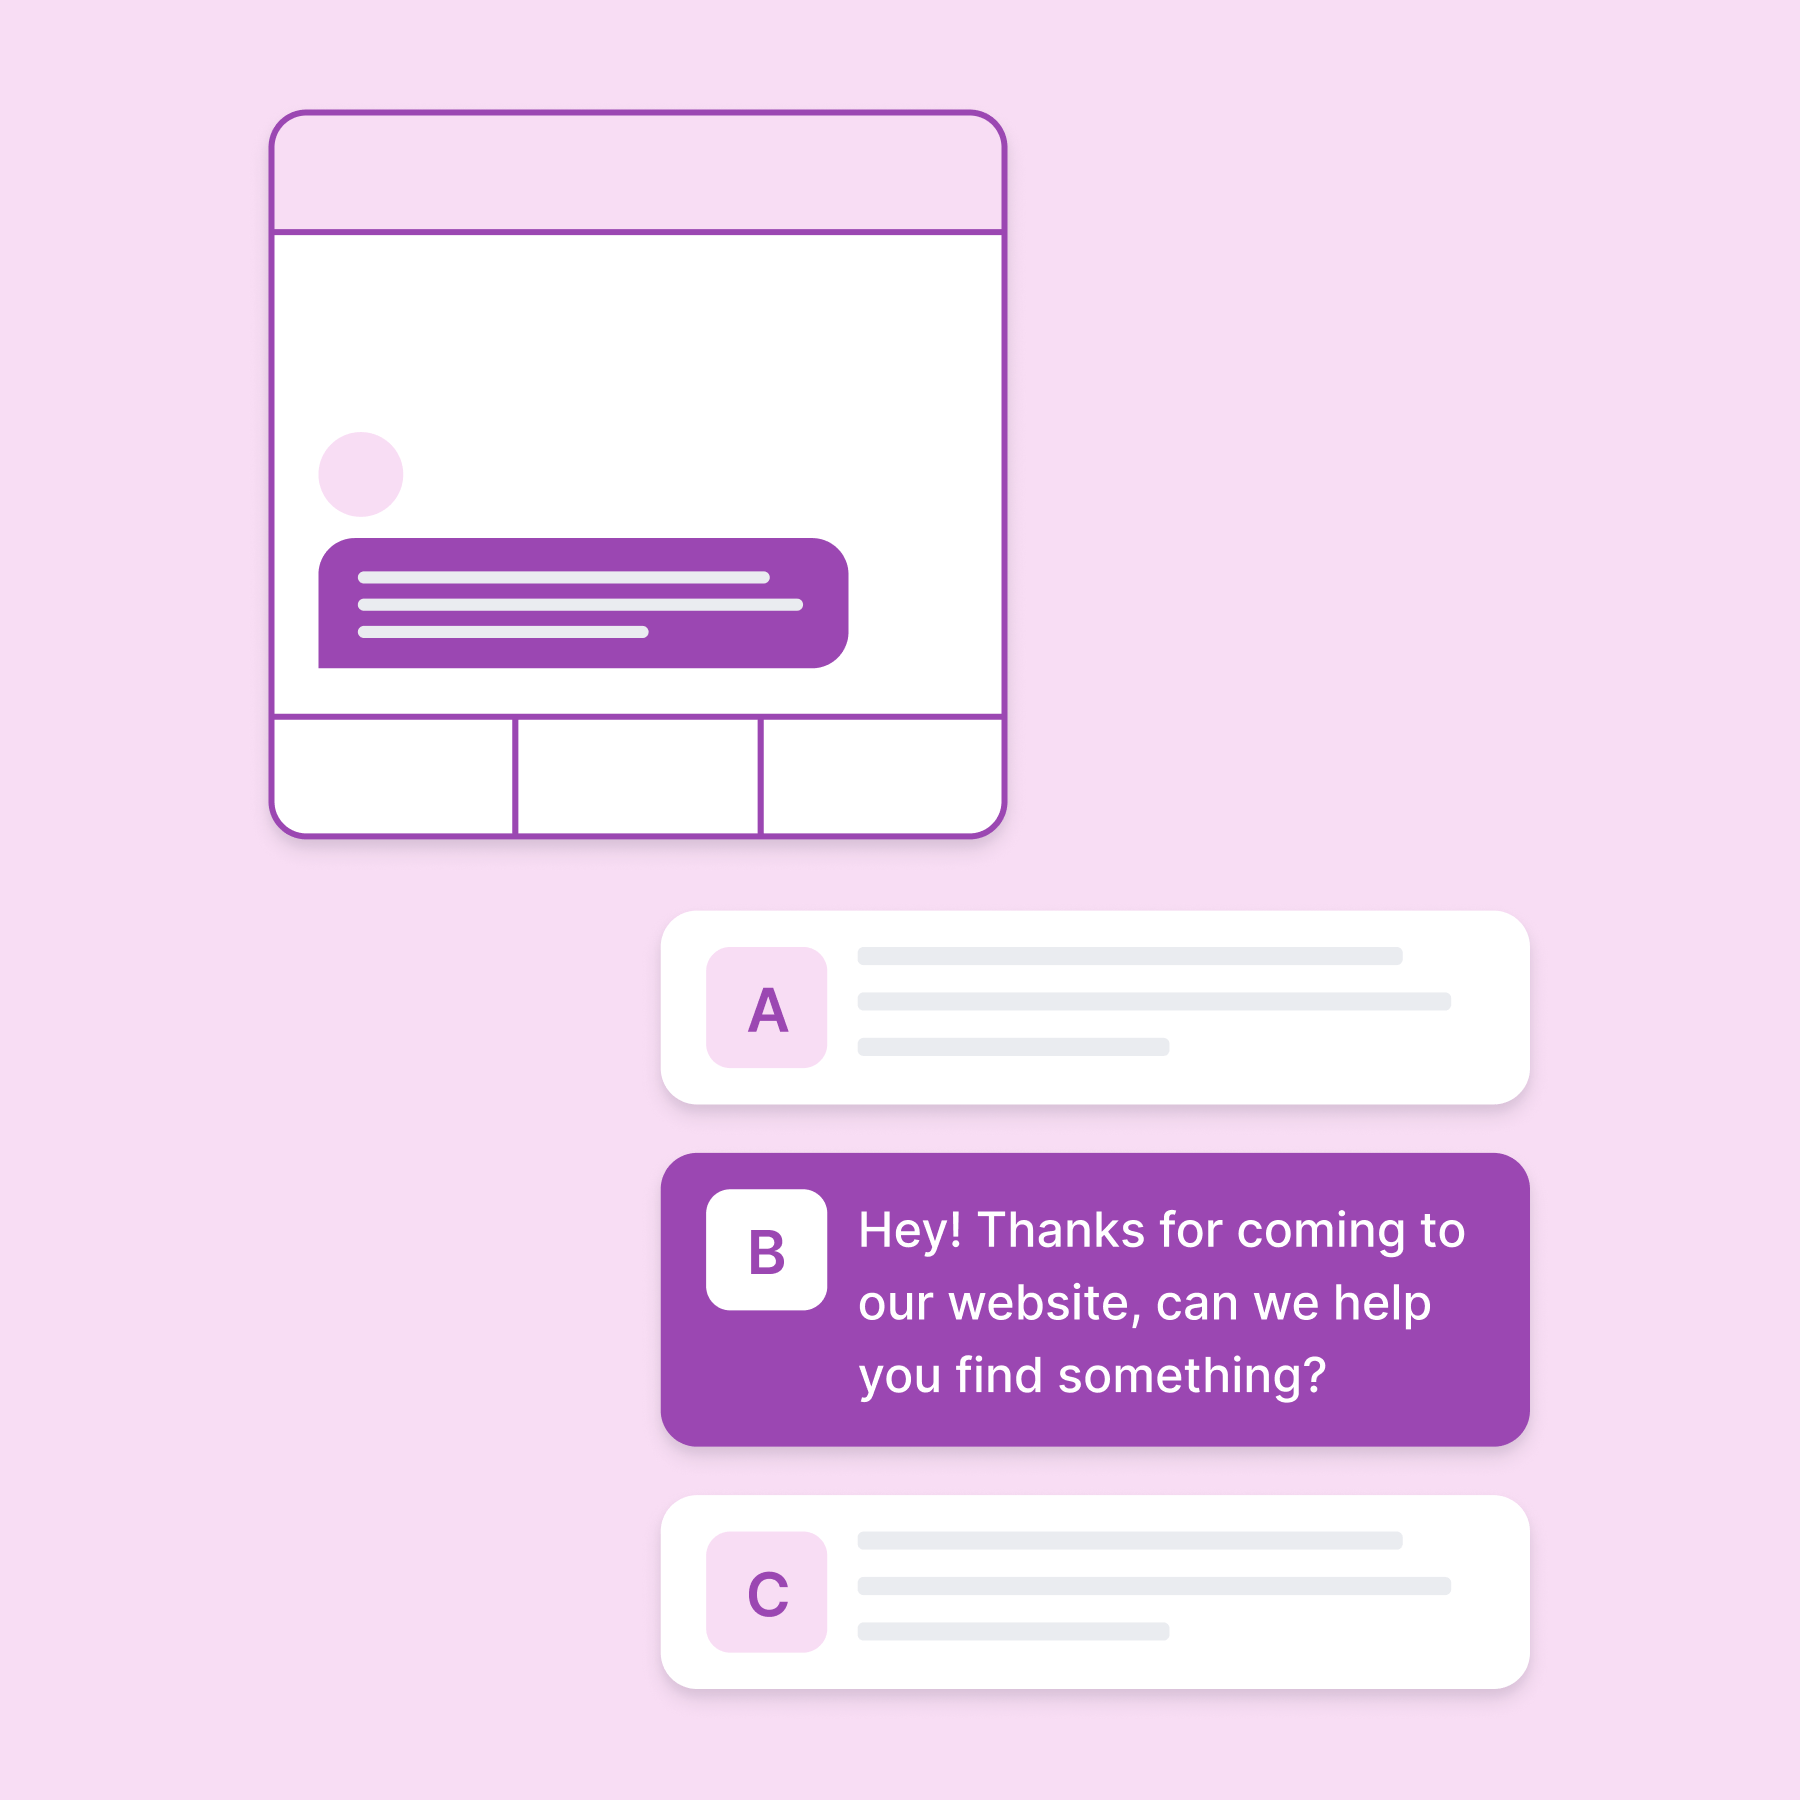 A
B
Hey! Thanks for coming to
our website, can we help
you find something?
C